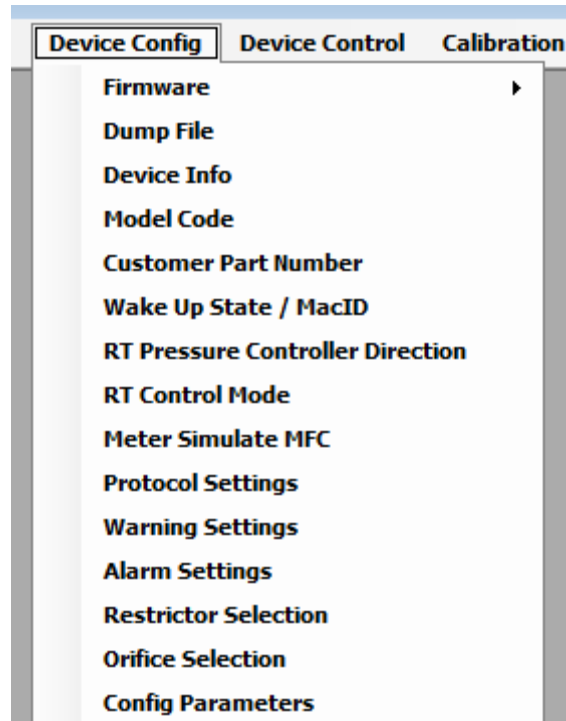 Device Config Device Control Calibration
Firmware
Dump File
Device Info
Model Code
Customer Part Number
Wake Up State / MacID
RT Pressure Controller Direction
RT Control Mode
Meter Simulate MFC
Protocol Settings
Warning Settings
Alarm Settings
Restrictor Selection
Orifice Selection
Config Parameters